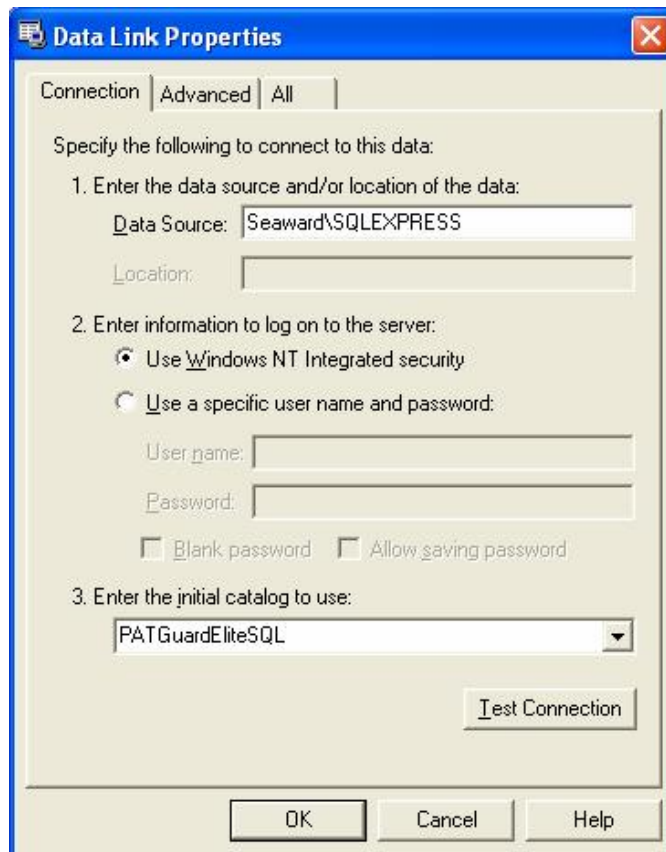 Data Link Properties
Connection Advanced All
Specify the following to connect to this data:
1. Enter the data source and/or location of the data:
Data Source: Seaward\SQLEXPRESS
Location:
2. Enter information to log on to the server:
Use Windows NT Integrated security
Use a specific user name and password:
User name:
Password:
Blank password Allow saving password
3. Enter the initial catalog to use:
PATGuardEliteSQL
Test Connection
OK Cancel Help